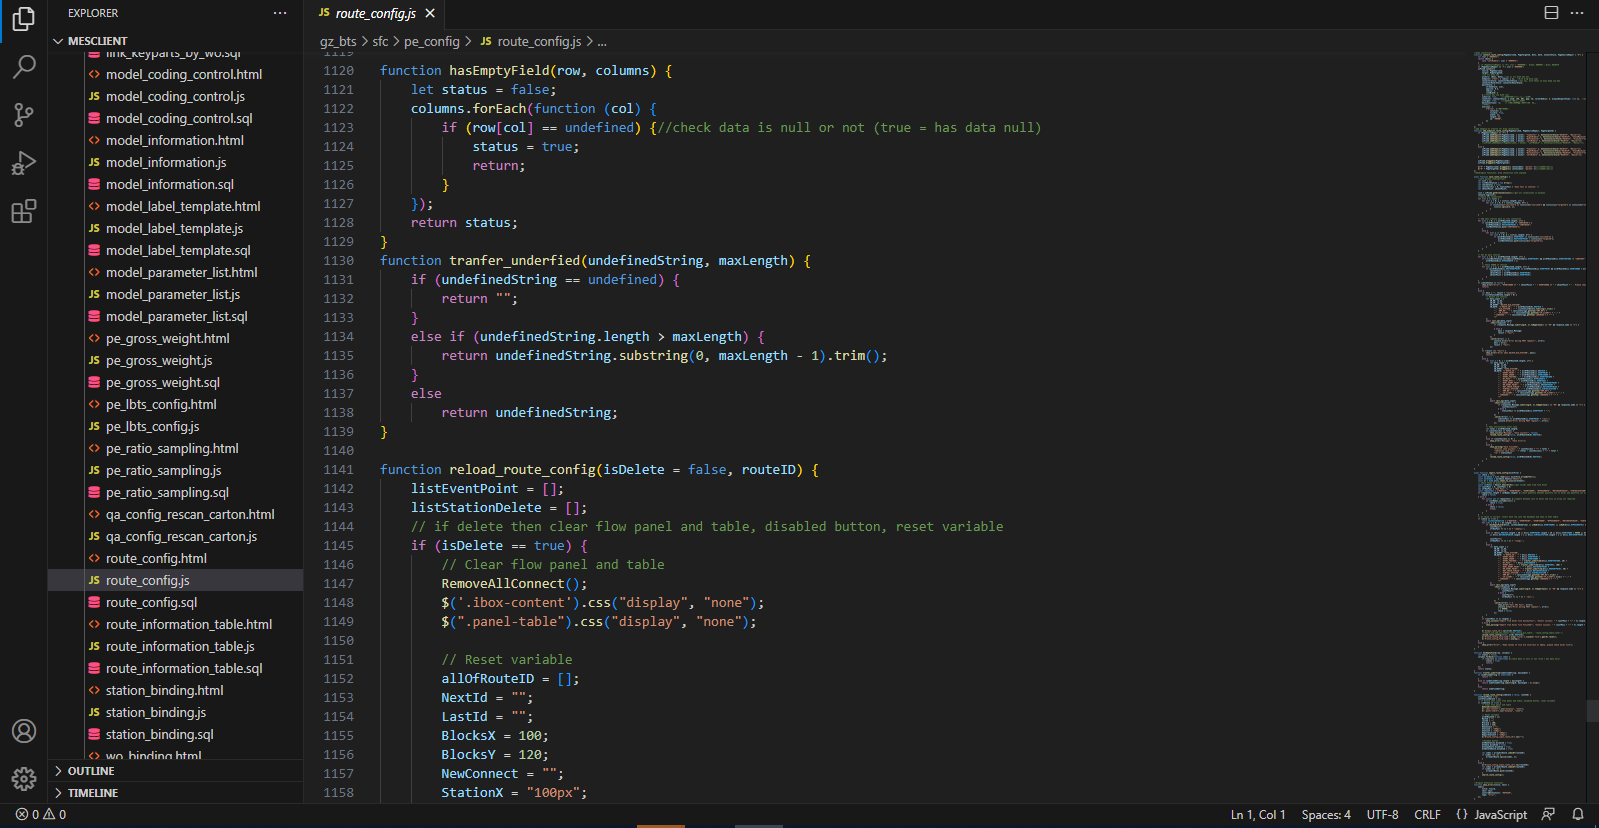 EXPLORER
MESCLIENT
link_keyparts_by_wo.sql
model_coding_control.html
model_coding_control.js
model_coding_control.sql
model_information.html
model_information.js
model_information.sql
model_label_template.html
model_label_template.js
model_label_template.sql
model_parameter_list.html
model_parameter_list.js
model_parameter_list.sql
pe_gross_weight.html
pe_gross_weight.js
pe_gross_weight.sql
pe_lbts_config.html
pe_lbts_config.js
pe_ratio_sampling.html
pe_ratio_sampling.js
pe_ratio_sampling.sql
qa_config_rescan_carton.html
qa_config_rescan_carton.js
route_config.html
route_config.js
route_config.sql
route_information_table.html
route_information_table.js
route_information_table.sql
station_binding.html
station_binding.js
station_binding.sql
wo_binding.html
OUTLINE
TIMELINE
JS route_config.js
gz_bts > sfc > pe_config > JS route_config.js > ...
1119
1120 function hasEmptyField(row, columns) {
1121 let status = false;
1122 columns.forEach(function (col) {
1123 if (row[col] == undefined) {//check data is null or not (true = has data null)
1124 status = true;
1125 return;
1126 }
1127 });
1128 return status;
1129 }
1130 function tranfer_underfied(undefinedString, maxLength) {
1131 if (undefinedString == undefined) {
1132 return "";
1133 }
1134 else if (undefinedString.length > maxLength) {
1135 return undefinedString.substring(0, maxLength - 1).trim();
1136 }
1137 else
1138 return undefinedString;
1139 }
1140
1141 function reload_route_config(isDelete = false, routeID) {
1142 listEventPoint = [];
1143 listStationDelete = [];
1144 // if delete then clear flow panel and table, disabled button, reset variable
1145 if (isDelete == true) {
1146 // Clear flow panel and table
1147 RemoveAllConnect();
1148 $('.ibox-content').css("display", "none");
1149 $(".panel-table").css("display", "none");
1150
1151 // Reset variable
1152 allOfRouteID = [];
1153 NextId = "";
1154 LastId = "";
1155 BlocksX = 100;
1156 BlocksY = 120;
1157 NewConnect = "";
1158 StationX = "100px";
0 0 Ln 1, Col 1 Spaces: 4 UTF-8 CRLF {} JavaScript